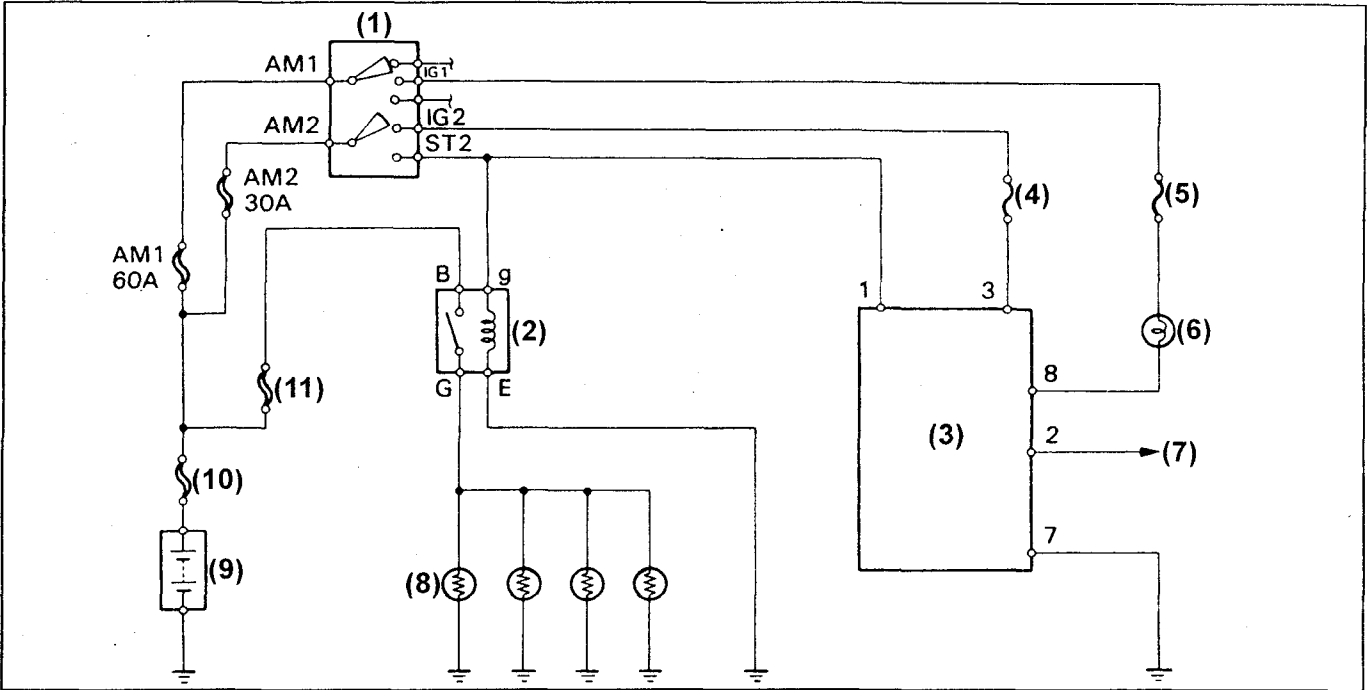 (1)
AM1
IG1
AM2
IG2
ST2
AM2
30A
(4)
(5)
AM1
60A
B
g
(2)
1
3
(6)
(11)
G
E
8
(3)
2
(7)
(10)
7
(9)
(8)